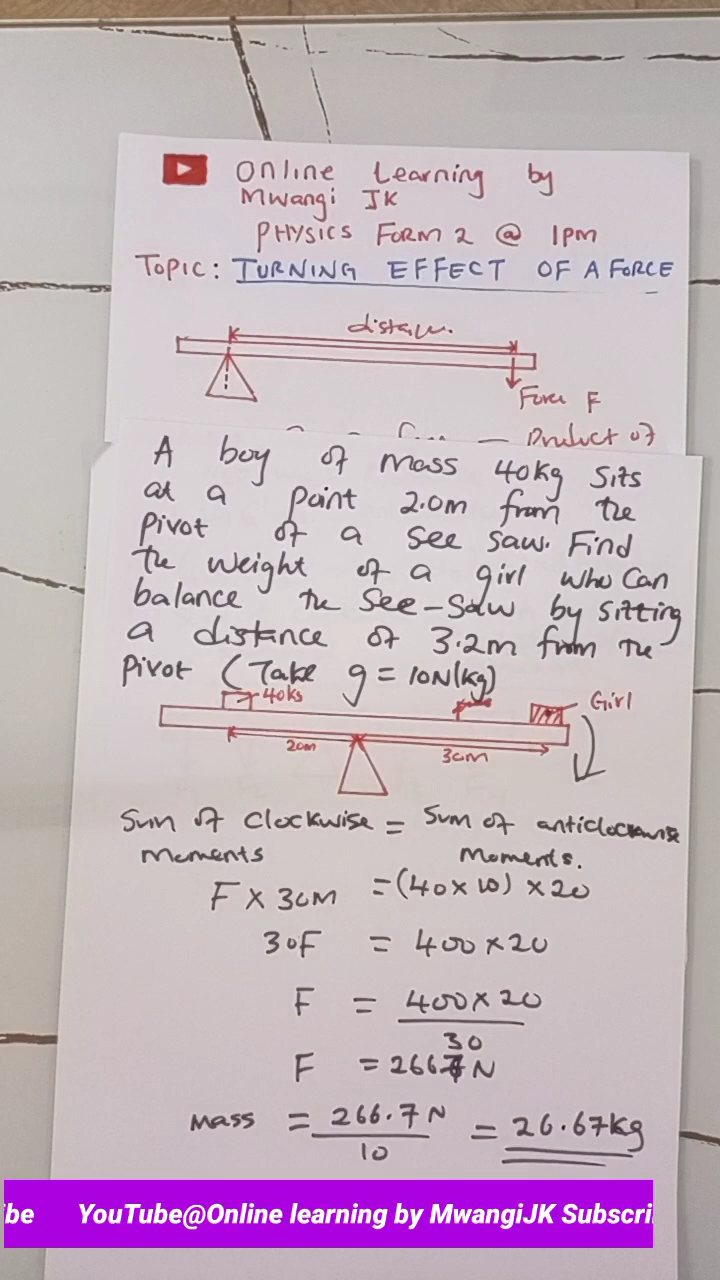 Online Learning by
Mwangi JK
PHYSICS FORM 2 @ 1PM
TOPIC: TURNING EFFECT OF A FORCE
distance
Force F
Product of
A boy of mass 40kg sits
at a point 2.0m from the
Pivot of a see saw. Find
the weight of a girl who can
balance the see-saw by sitting
a distance of 3.2m from the
Pivot (Take g = 10N/kg)
40kg
Girl
20m
30m
Sum of clockwise = Sum of anticlockwise
Moments Moments.
F x 30M = (40 x 10) x 20
30F = 400 x 20
F = 400 x 20
30
F = 266.7 N
Mass = 266.7 N = 26.67kg
10
be YouTube@Online learning by MwangiJK Subscri